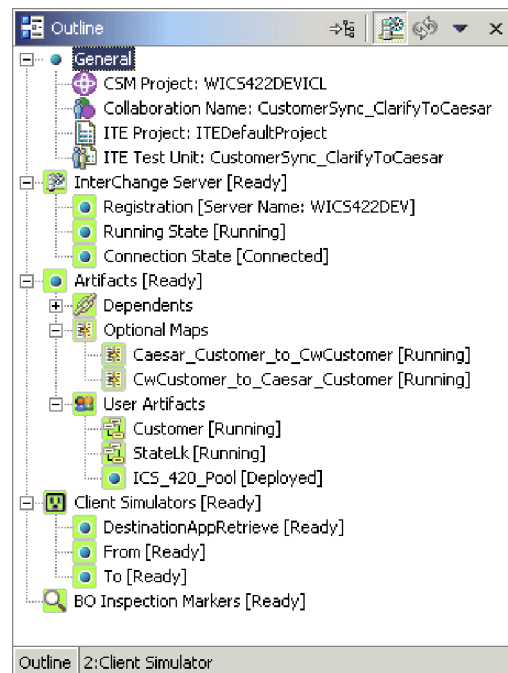 Outline
General
CSM Project: WICS422DEVICL
Collaboration Name: CustomerSync_ClarifyToCaesar
ITE Project: ITEDefaultProject
ITE Test Unit: CustomerSync_ClarifyToCaesar
InterChange Server [Ready]
Registration [Server Name: WICS422DEV]
Running State [Running]
Connection State [Connected]
Artifacts [Ready]
Dependents
Optional Maps
Caesar_Customer_to_CwCustomer [Running]
CwCustomer_to_Caesar_Customer [Running]
User Artifacts
Customer [Running]
StateLk [Running]
ICS_420_Pool [Deployed]
Client Simulators [Ready]
DestinationAppRetrieve [Ready]
From [Ready]
To [Ready]
BO Inspection Markers [Ready]
Outline 2:Client Simulator